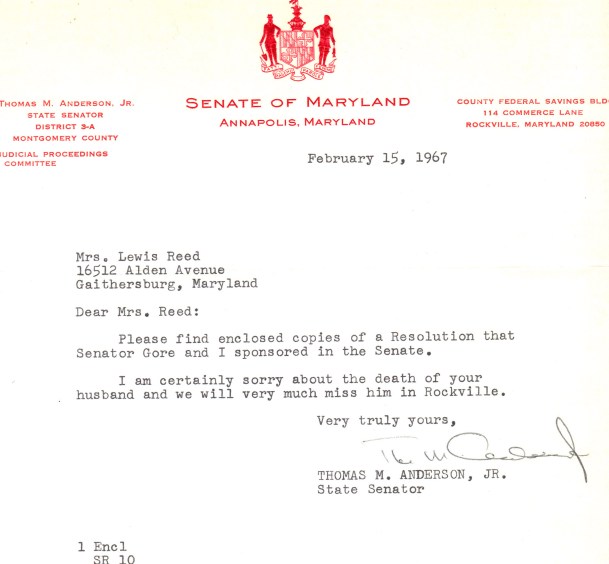 THOMAS M. ANDERSON, JR.
STATE SENATOR
DISTRICT 3-A
MONTGOMERY COUNTY
JUDICIAL PROCEEDINGS
COMMITTEE
SENATE OF MARYLAND
ANNAPOLIS, MARYLAND
COUNTY FEDERAL SAVINGS BLD
114 COMMERCE LANE
ROCKVILLE, MARYLAND 20850
February 15, 1967
Mrs. Lewis Reed
16512 Alden Avenue
Gaithersburg, Maryland
Dear Mrs. Reed:
Please find enclosed copies of a Resolution that
Senator Gore and I sponsored in the Senate.
I am certainly sorry about the death of your
husband and we will very much miss him in Rockville.
Very truly yours,
THOMAS M. ANDERSON, JR.
State Senator
1 Encl
SR 10